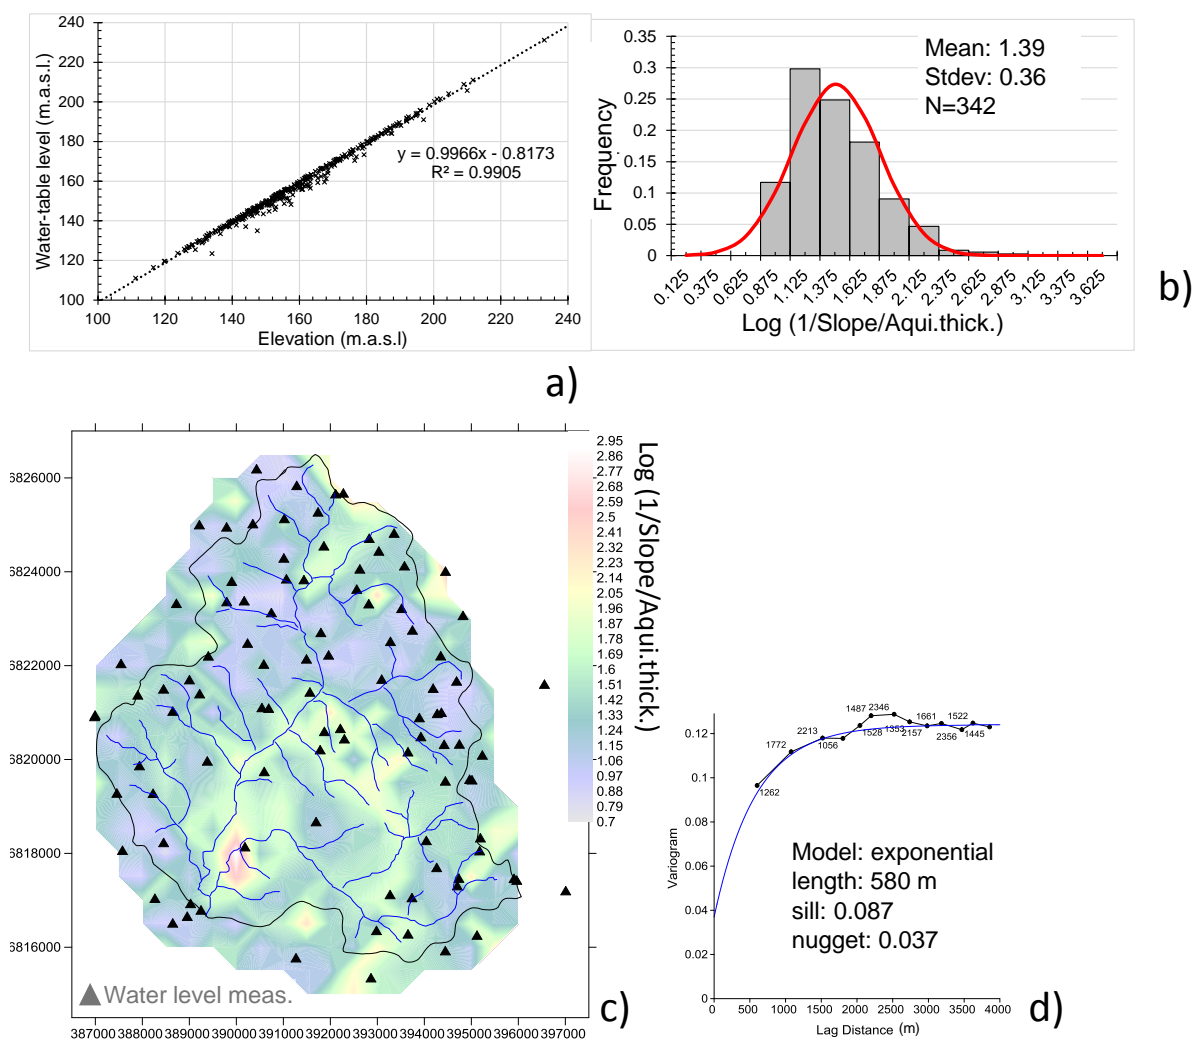 240
220
200
180
160
140
120
100
Water-table level (m.a.s.l)
y = 0.9966x - 0.8173
R² = 0.9905
100 120 140 160 180 200 220 240
Elevation (m.a.s.l)
a)
0.35
0.3
0.25
0.2
0.15
0.1
0.05
0
Frequency
Mean: 1.39
Stdev: 0.36
N=342
0.125 0.375 0.625 0.875 1.125 1.375 1.625 1.875 2.125 2.375 2.625 2.875 3.125 3.375 3.625
Log (1/Slope/Aqui.thick.)
b)
5826000
5824000
5822000
5820000
5818000
5816000
387000 388000 389000 390000 391000 392000 393000 394000 395000 396000 397000
Water level meas.
2.95
2.86
2.77
2.68
2.59
2.5
2.41
2.32
2.23
2.14
2.05
1.96
1.87
1.78
1.69
1.6
1.51
1.42
1.33
1.24
1.15
1.06
0.97
0.88
0.79
0.7
Log (1/Slope/Aqui.thick.)
c)
0.12
0.1
0.08
0.06
0.04
0.02
0
Variogram
1262
1772
2213
1056
1487
1528
2346
1353
2157
1661
2356
1522
1445
Model: exponential
length: 580 m
sill: 0.087
nugget: 0.037
0 500 1000 1500 2000 2500 3000 3500 4000
Lag Distance (m)
d)